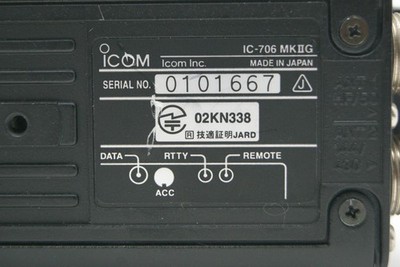 ICOM IC-706 MKIIG
Icom Inc. MADE IN JAPAN
SERIAL NO. 0101667 J
02KN338
R 技適証明JARD
DATA RTTY REMOTE
ACC